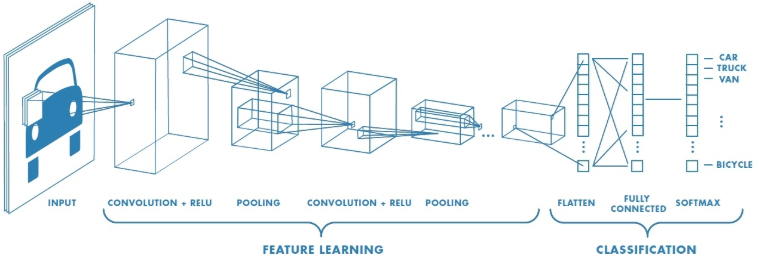 CAR
TRUCK
VAN
BICYCLE
INPUT
CONVOLUTION + RELU
POOLING
CONVOLUTION + RELU
POOLING
FLATTEN
FULLY
CONNECTED
SOFTMAX
FEATURE LEARNING
CLASSIFICATION